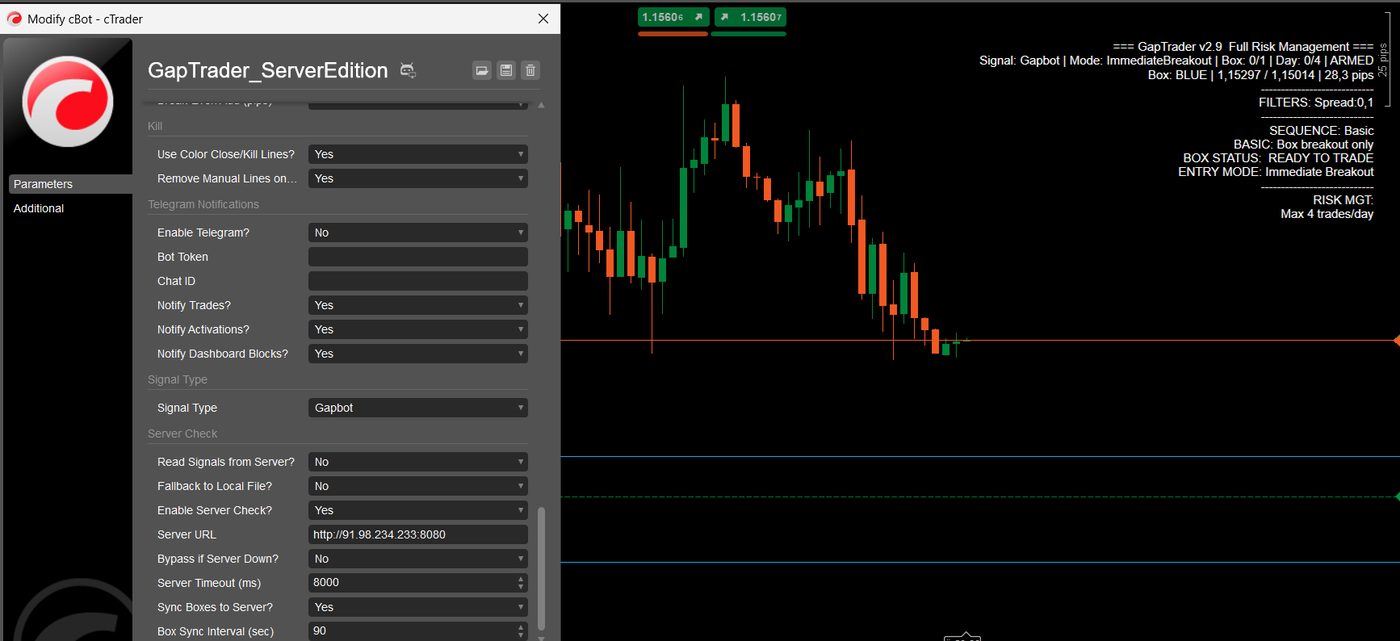 Modify cBot - cTrader
GapTrader_ServerEdition
Parameters
Additional
Kill
Use Color Close/Kill Lines? Yes
Remove Manual Lines on... Yes
Telegram Notifications
Enable Telegram? No
Bot Token
Chat ID
Notify Trades? Yes
Notify Activations? Yes
Notify Dashboard Blocks? Yes
Signal Type
Signal Type Gapbot
Server Check
Read Signals from Server? No
Fallback to Local File? No
Enable Server Check? Yes
Server URL http://91.98.234.233:8080
Bypass if Server Down? No
Server Timeout (ms) 8000
Sync Boxes to Server? Yes
Box Sync Interval (sec) 90
1.15606 1.15607
=== GapTrader v2.9 Full Risk Management ===
Signal: Gapbot | Mode: ImmediateBreakout | Box: 0/1 | Day: 0/4 | ARMED
Box: BLUE | 1,15297 / 1,15014 | 28,3 pips
----------------------------
FILTERS: Spread:0,1
----------------------------
SEQUENCE: Basic
BASIC: Box breakout only
BOX STATUS: READY TO TRADE
ENTRY MODE: Immediate Breakout
----------------------------
RISK MGT:
Max 4 trades/day
25 pips